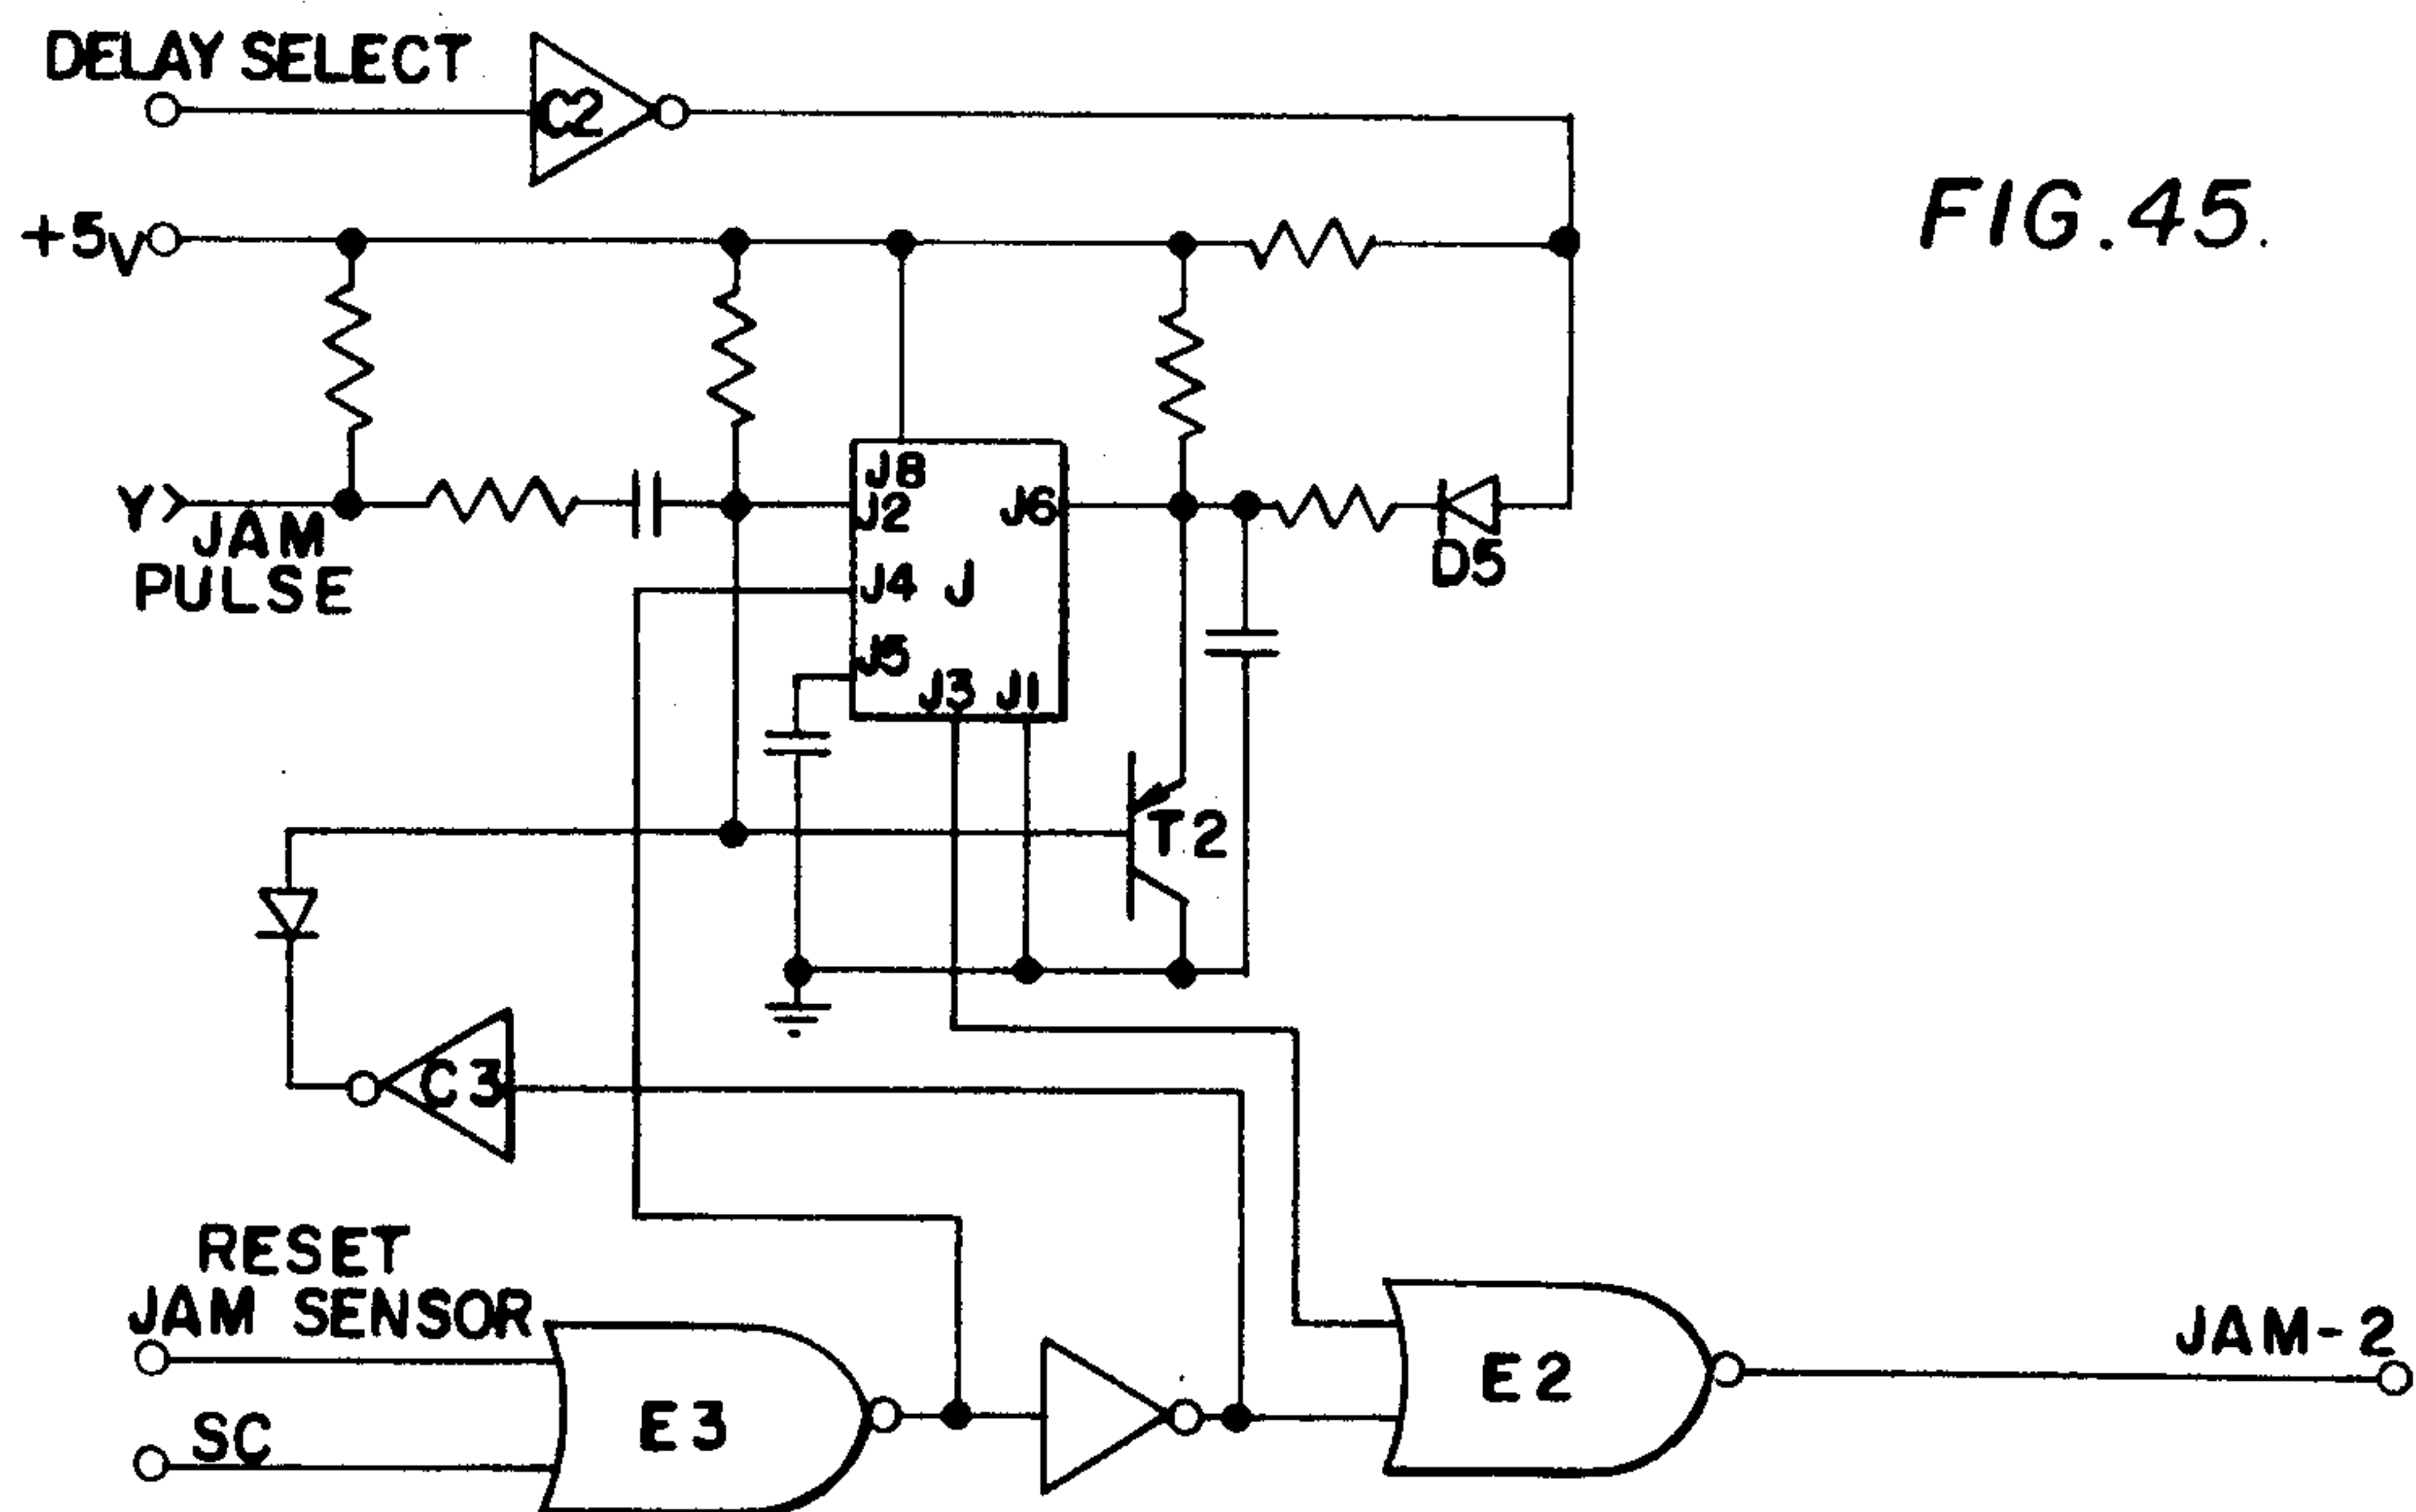 DELAY SELECT
C2
+5V
FIG.45.
Y
JAM
PULSE
J8
J2
J6
J4
J
J5
J3
J1
D5
T2
C3
RESET
JAM SENSOR
SC
E3
E2
JAM-2